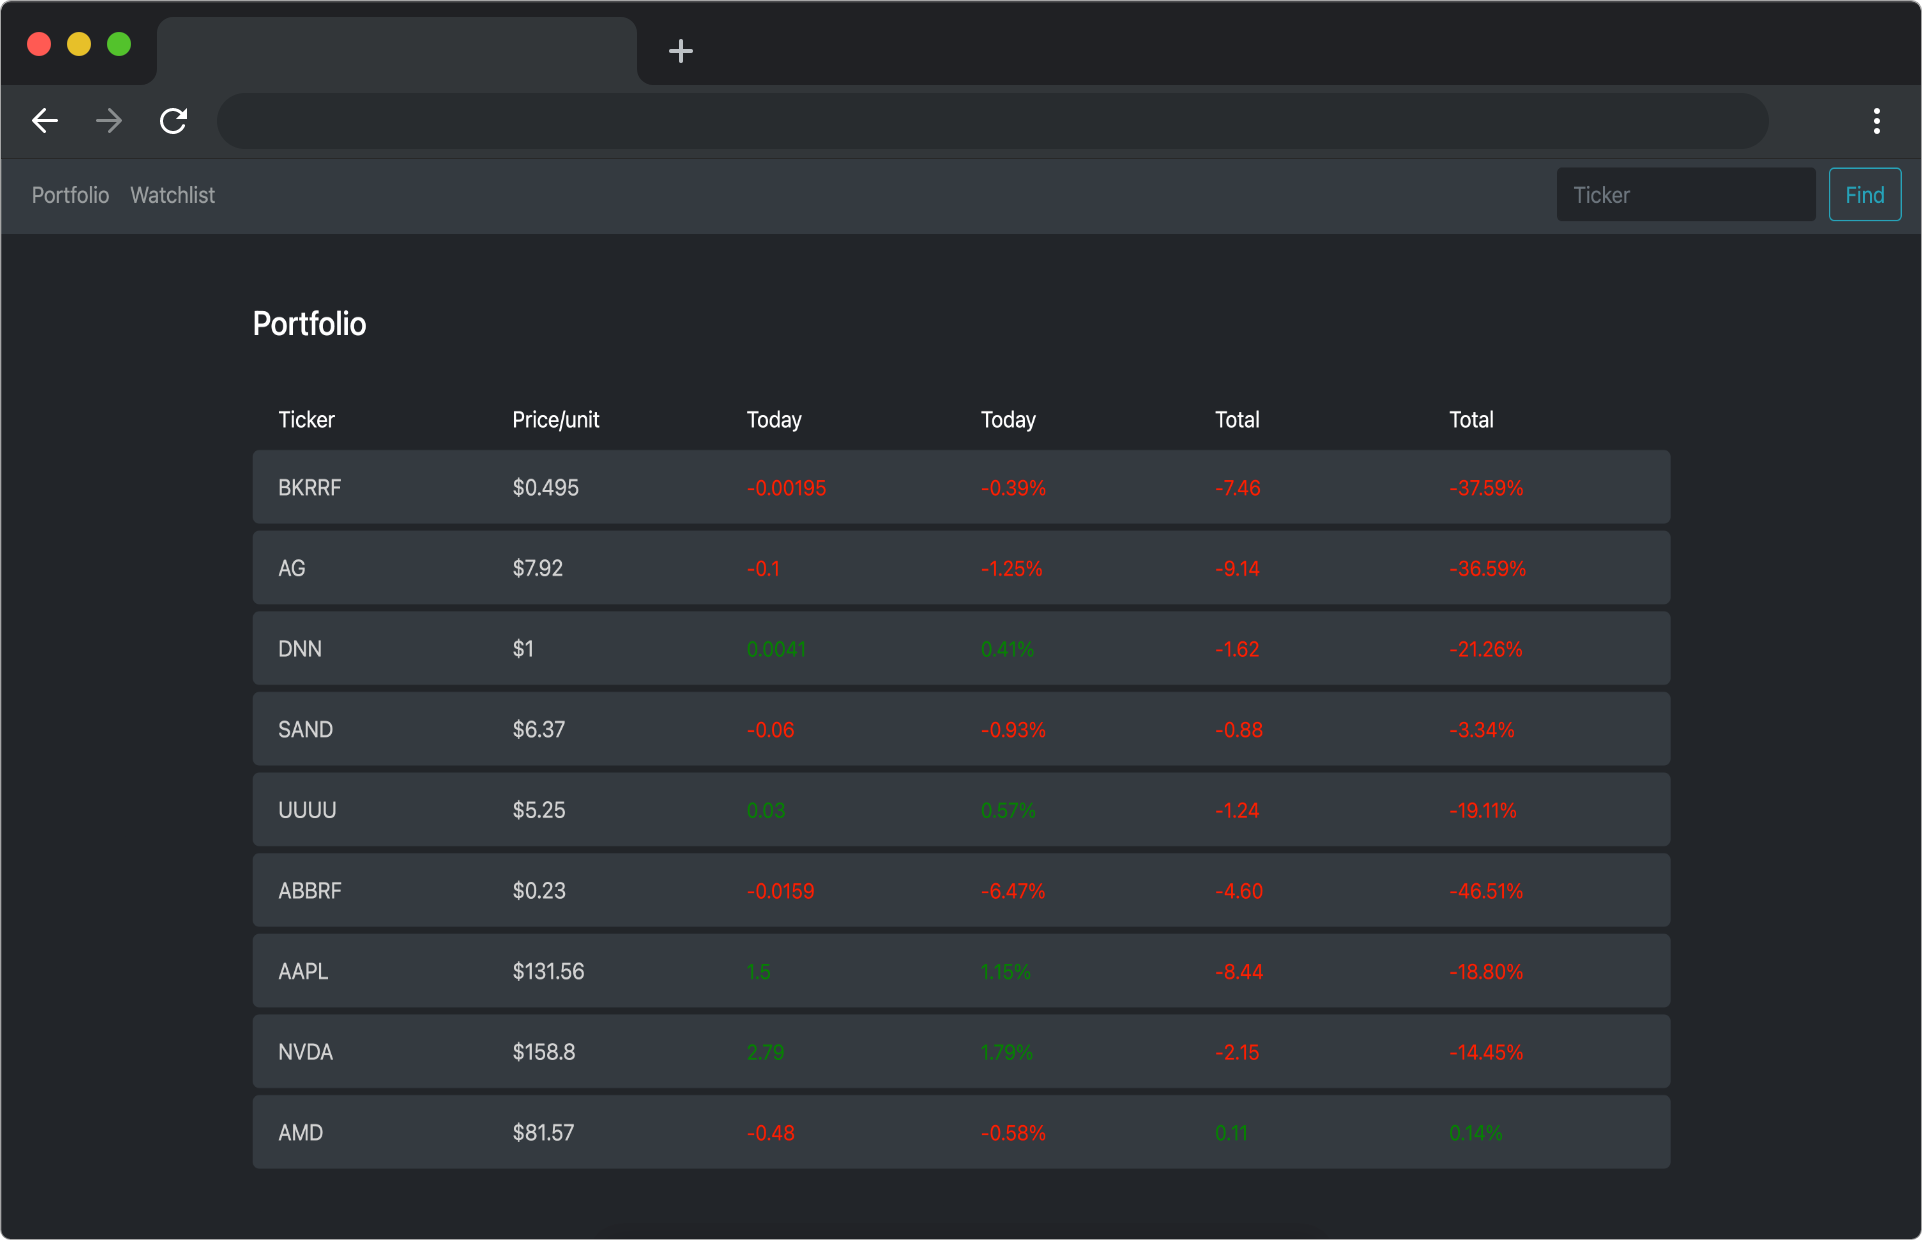 Portfolio Watchlist Ticker Find
Portfolio
Ticker Price/unit Today Today Total Total
BKRRF $0.495 -0.00195 -0.39% -7.46 -37.59%
AG $7.92 -0.1 -1.25% -9.14 -36.59%
DNN $1 0.0041 0.41% -1.62 -21.26%
SAND $6.37 -0.06 -0.93% -0.88 -3.34%
UUUU $5.25 0.03 0.57% -1.24 -19.11%
ABBRF $0.23 -0.0159 -6.47% -4.60 -46.51%
AAPL $131.56 1.5 1.15% -8.44 -18.80%
NVDA $158.8 2.79 1.79% -2.15 -14.45%
AMD $81.57 -0.48 -0.58% 0.11 0.14%